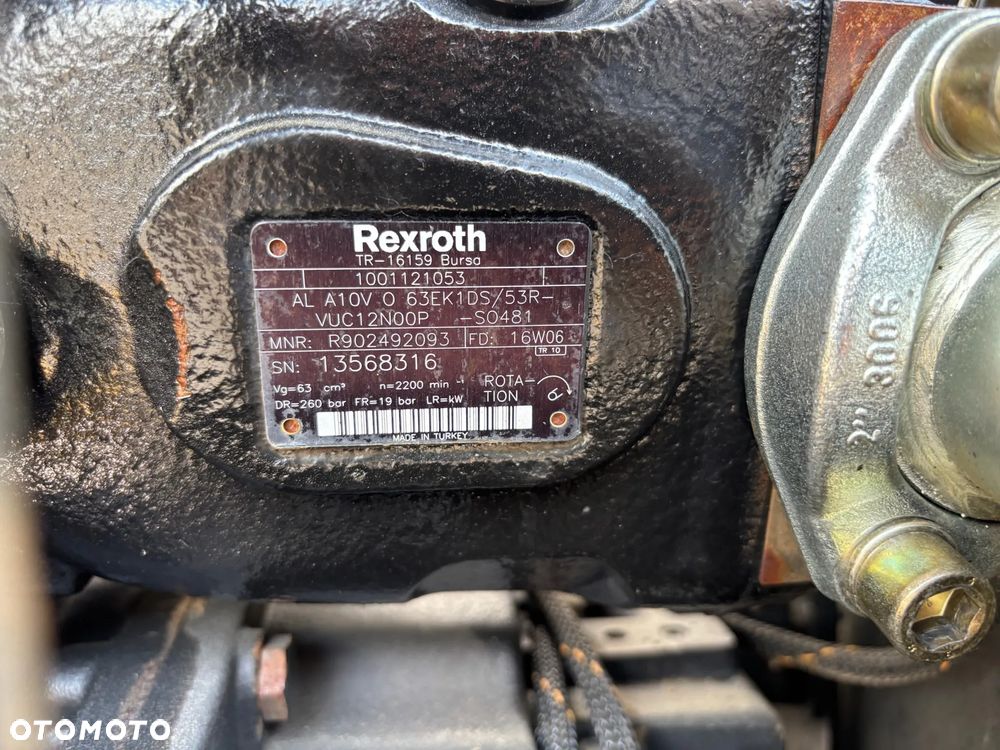 Rexroth
TR-16159 Bursa
1001121053
AL A10V O 63EK1DS/53R-
VUC12N00P -S0481
MNR: R902492093 FD: 16W06
TR 10
SN: 13568316
Vg=63 cm³ n=2200 min⁻¹
DR=260 bar FR=19 bar LR=kW
ROTA-
TION
MADE IN TURKEY
2" 3006
OTOMOTO